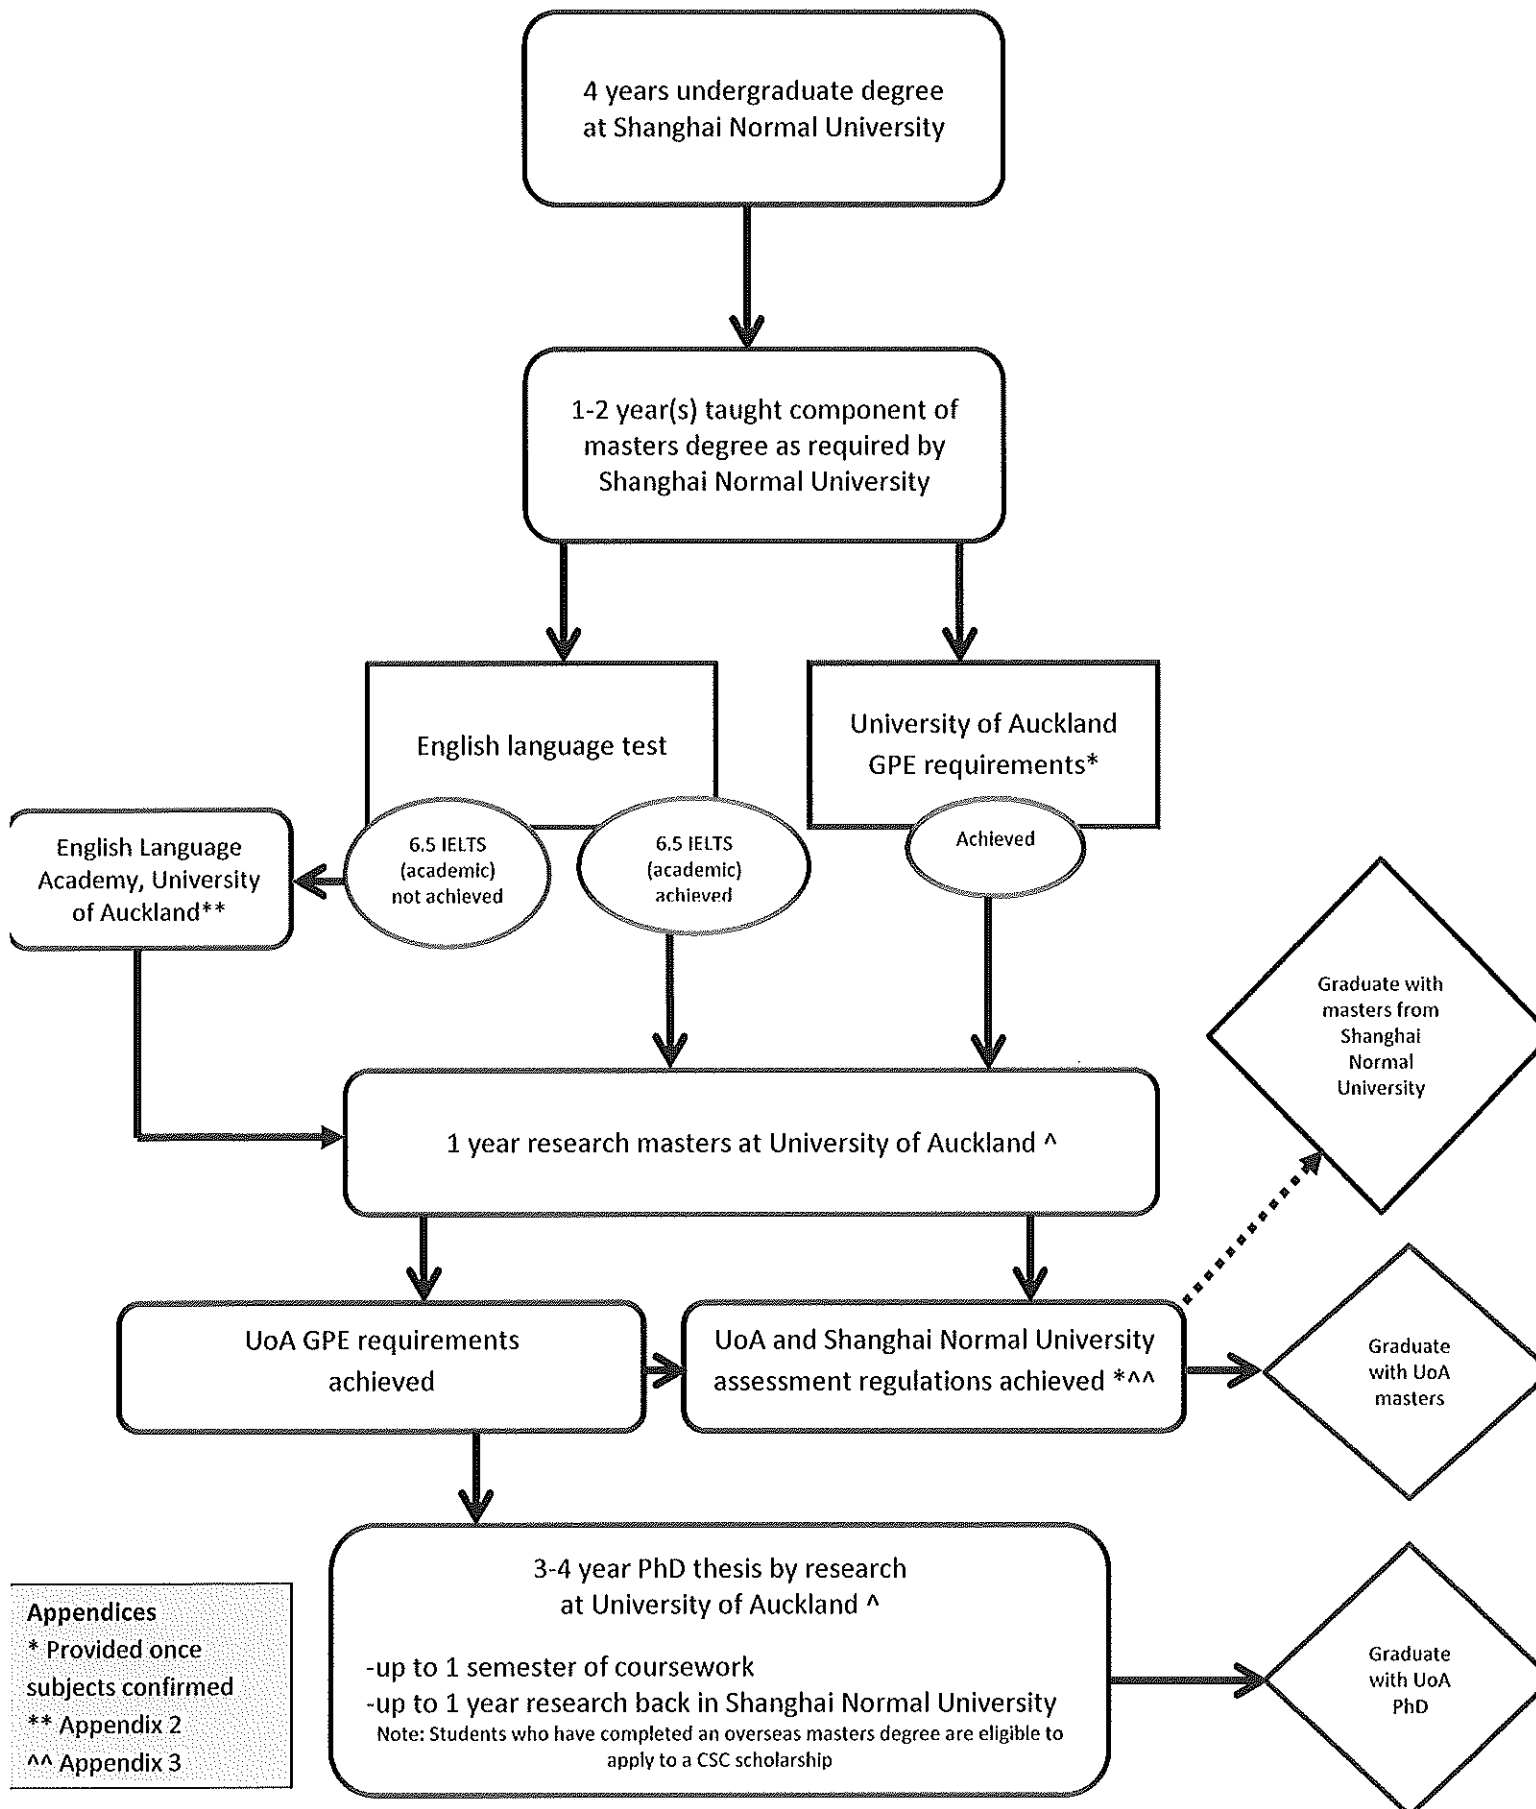 4 years undergraduate degree
at Shanghai Normal University
1-2 year(s) taught component of
masters degree as required by
Shanghai Normal University
English language test
University of Auckland
GPE requirements*
English Language
Academy, University
of Auckland**
6.5 IELTS
(academic)
not achieved
6.5 IELTS
(academic)
achieved
Achieved
Graduate with
masters from
Shanghai
Normal
University
1 year research masters at University of Auckland ^
UoA GPE requirements
achieved
UoA and Shanghai Normal University
assessment regulations achieved *^^
Graduate
with UoA
masters
3-4 year PhD thesis by research
at University of Auckland ^
-up to 1 semester of coursework
-up to 1 year research back in Shanghai Normal University
Note: Students who have completed an overseas masters degree are eligible to
apply to a CSC scholarship
Graduate
with UoA
PhD
Appendices
* Provided once
subjects confirmed
** Appendix 2
^^ Appendix 3